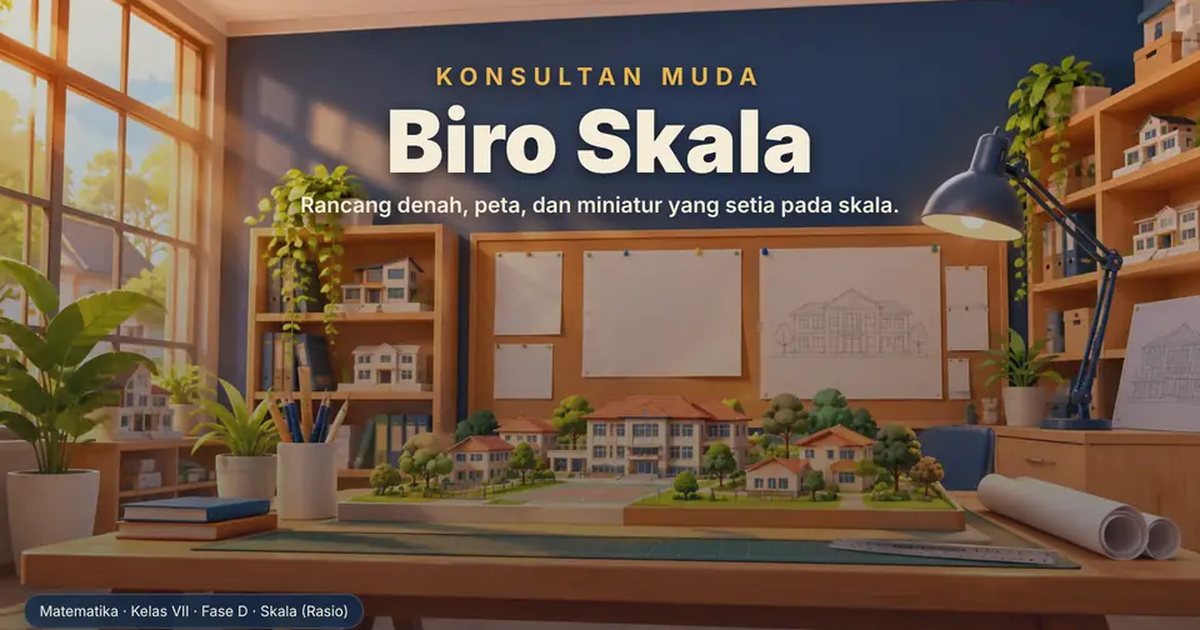 KONSULTAN MUDA
Biro Skala
Rancang denah, peta, dan miniatur yang setia pada skala.
Matematika · Kelas VII · Fase D · Skala (Rasio)